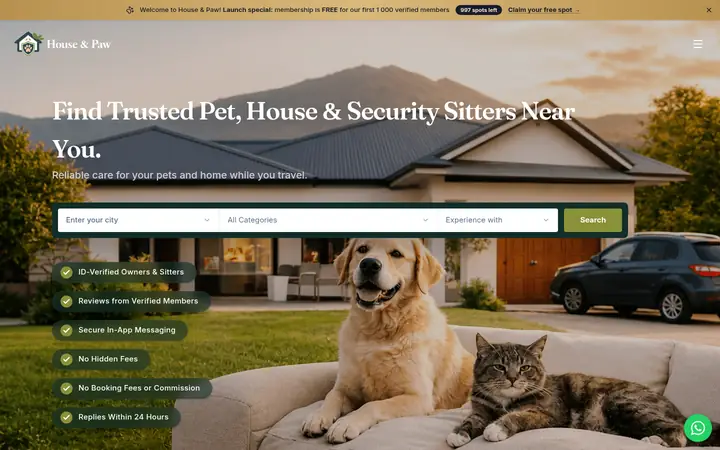 Welcome to House & Paw! Launch special: membership is FREE for our first 1 000 verified members 997 spots left Claim your free spot →
House & Paw
Find Trusted Pet, House & Security Sitters Near
You.
Reliable care for your pets and home while you travel.
Enter your city All Categories Experience with Search
ID-Verified Owners & Sitters
Reviews from Verified Members
Secure In-App Messaging
No Hidden Fees
No Booking Fees or Commission
Replies Within 24 Hours